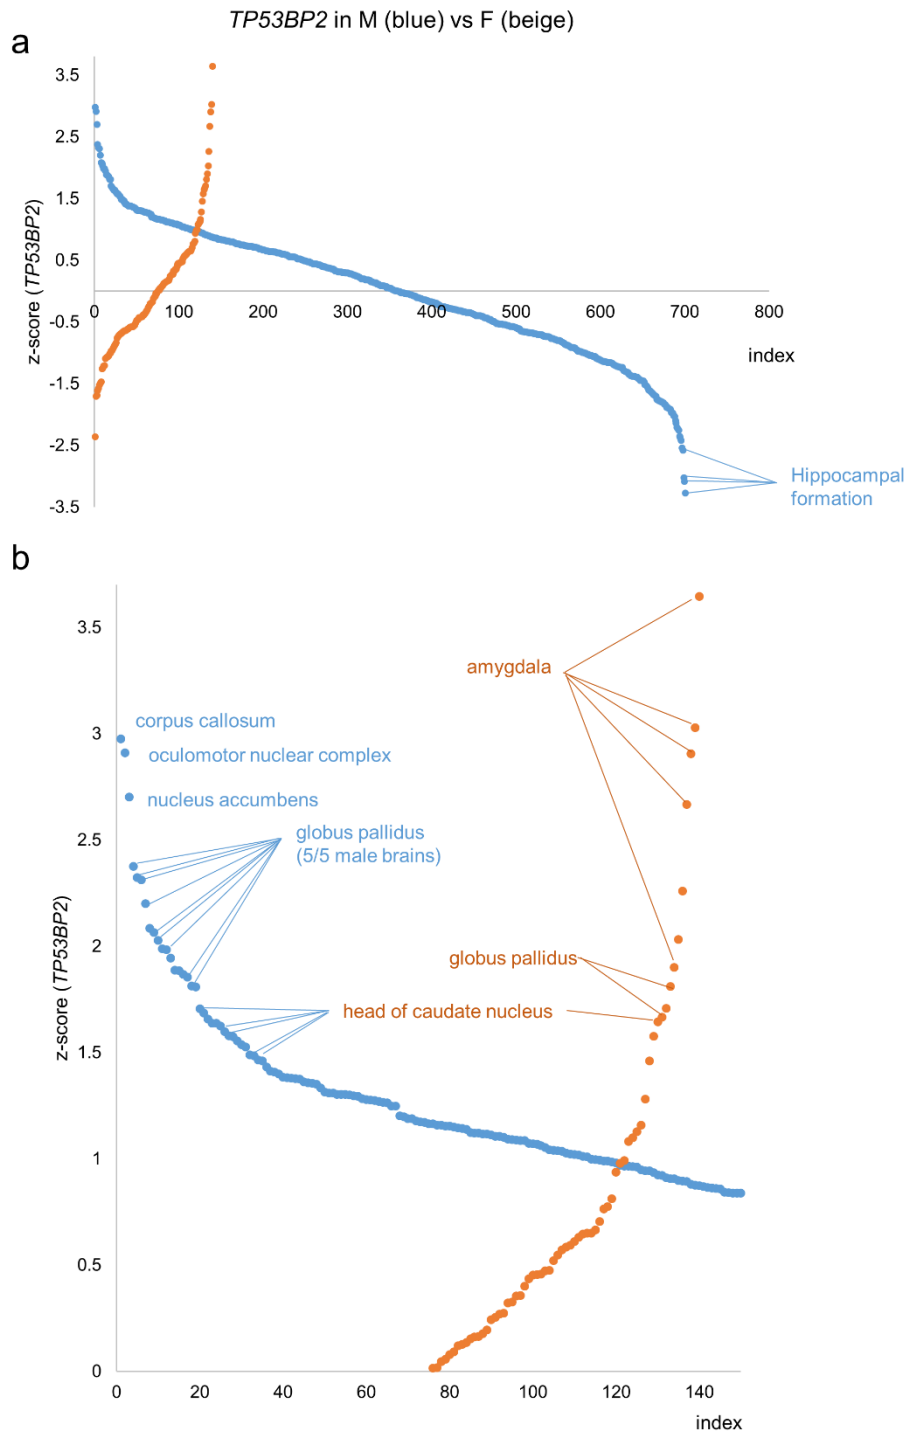 TP53BP2 in M (blue) vs F (beige)
a
3.5
2.5
1.5
0.5
-0.5
-1.5
-2.5
-3.5
z-score (TP53BP2)
0 100 200 300 400 500 600 700 800
index
Hippocampal
formation
b
3.5
3
2.5
2
1.5
1
0.5
0
z-score (TP53BP2)
amygdala
corpus callosum
oculomotor nuclear complex
nucleus accumbens
globus pallidus
(5/5 male brains)
globus pallidus
head of caudate nucleus
0 20 40 60 80 100 120 140
index